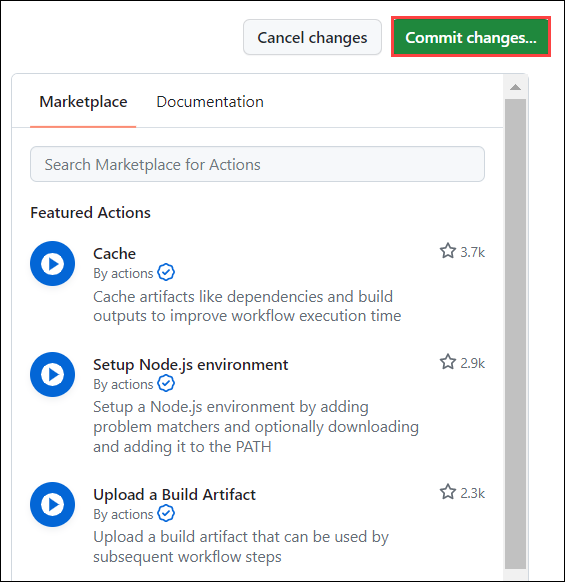 Cancel changes
Commit changes...
Marketplace
Documentation
Search Marketplace for Actions
Featured Actions
Cache
3.7k
By actions
Cache artifacts like dependencies and build
outputs to improve workflow execution time
Setup Node.js environment
2.9k
By actions
Setup a Node.js environment by adding
problem matchers and optionally downloading
and adding it to the PATH
Upload a Build Artifact
2.3k
By actions
Upload a build artifact that can be used by
subsequent workflow steps